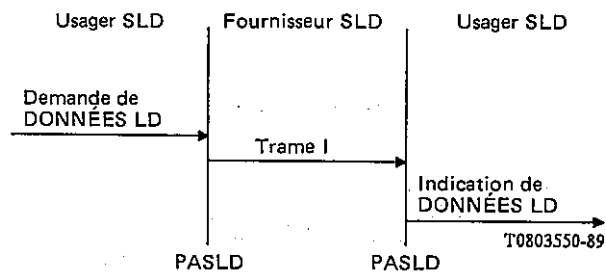 Usager SLD
Fournisseur SLD
Usager SLD
Demande de
DONNÉES LD
Trame I
Indication de
DONNÉES LD
T0803550-89
PASLD
PASLD